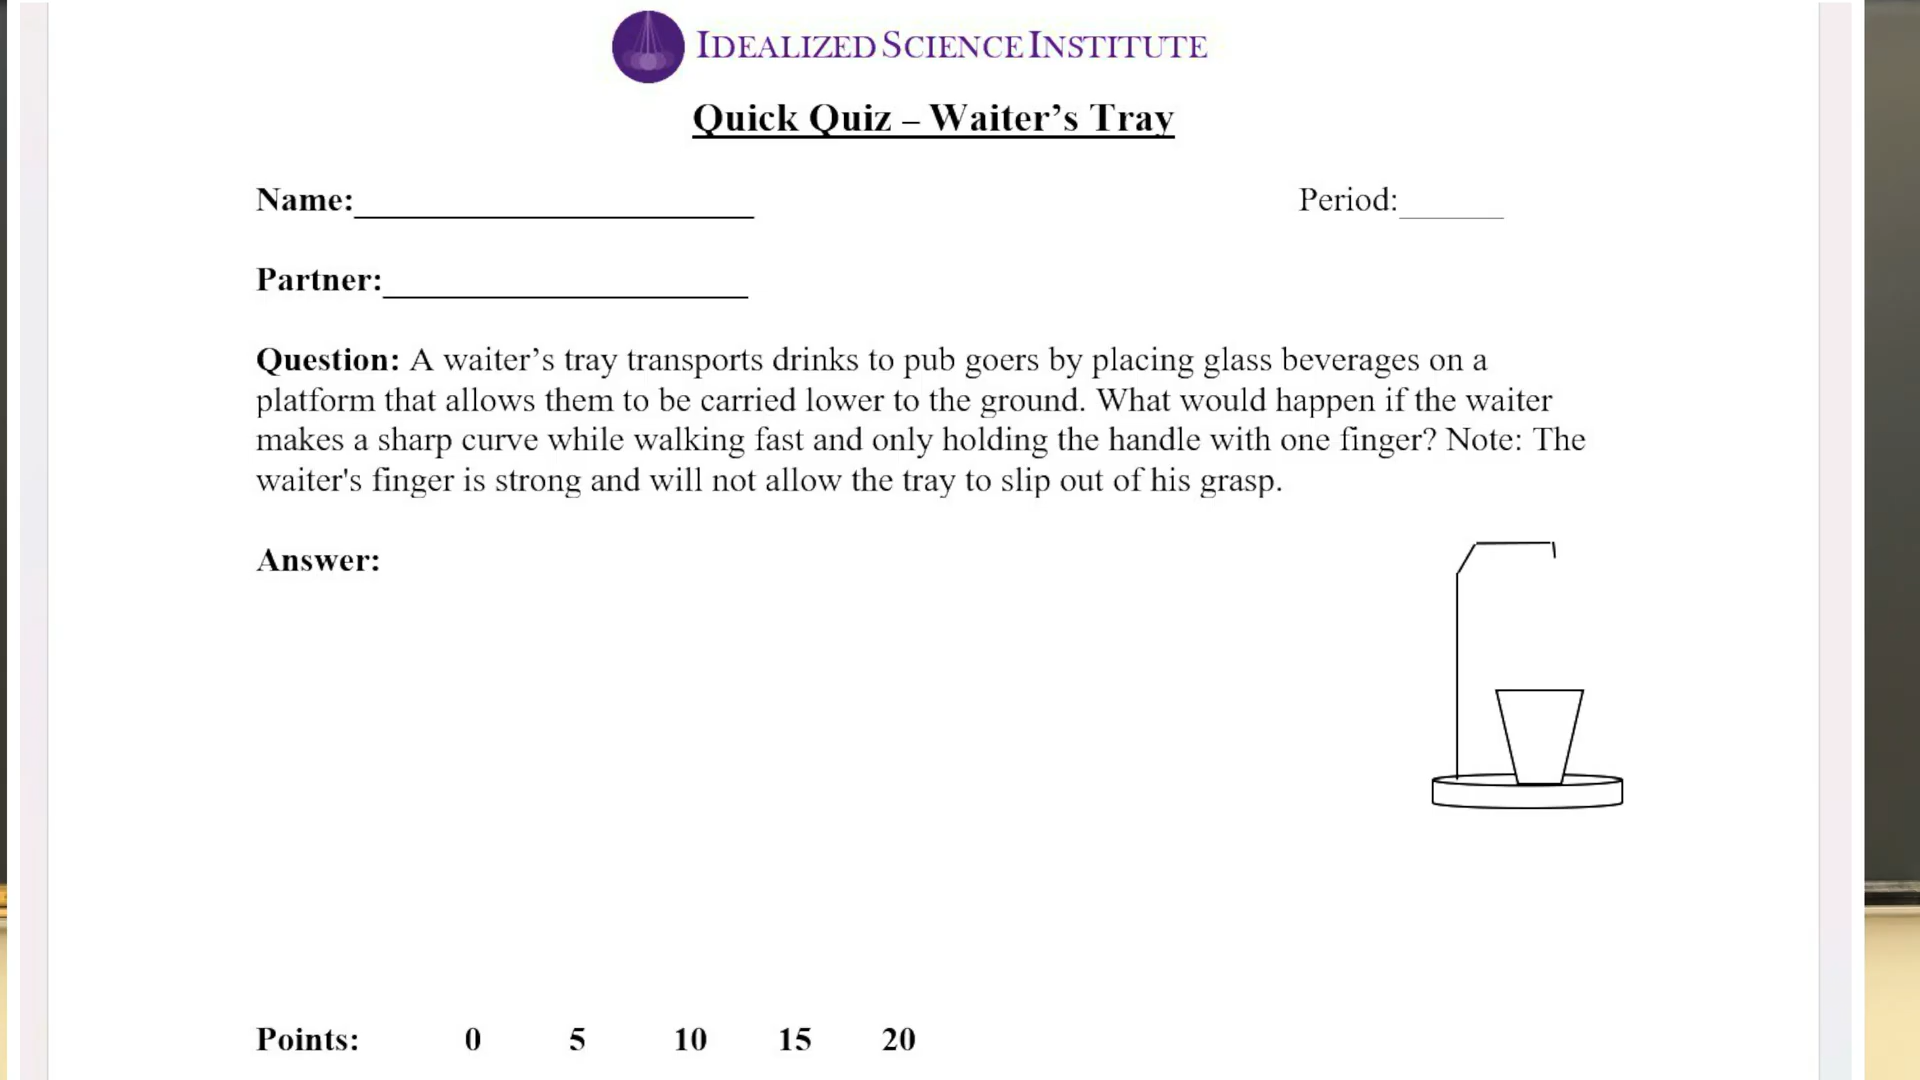 IDEALIZED SCIENCE INSTITUTE
Quick Quiz – Waiter’s Tray
Name:
Period:
Partner:
Question: A waiter’s tray transports drinks to pub goers by placing glass beverages on a
platform that allows them to be carried lower to the ground. What would happen if the waiter
makes a sharp curve while walking fast and only holding the handle with one finger? Note: The
waiter's finger is strong and will not allow the tray to slip out of his grasp.
Answer:
Points: 0 5 10 15 20